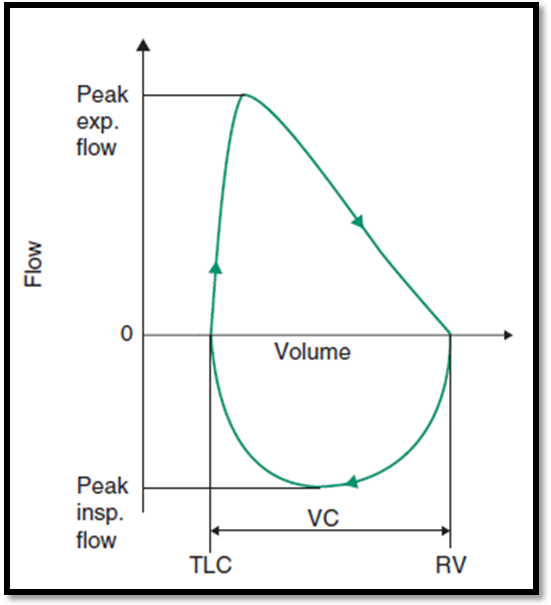 Peak
exp.
flow
Flow
0
Volume
Peak
insp.
flow
VC
TLC
RV